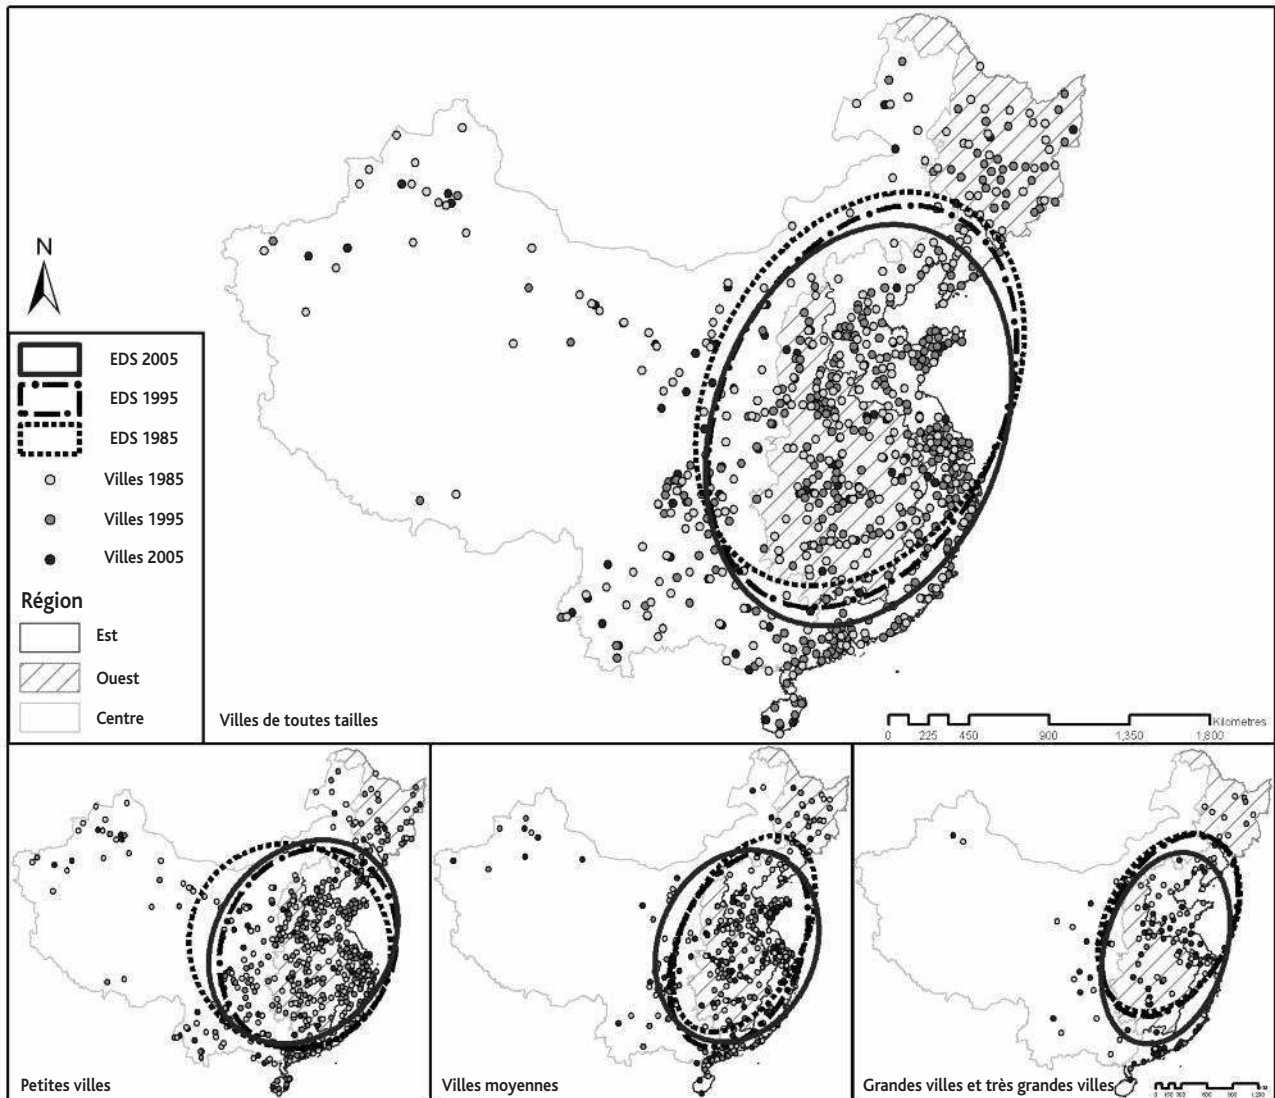 N
EDS 2005
EDS 1995
EDS 1985
Villes 1985
Villes 1995
Villes 2005
Région
Est
Ouest
Centre
Villes de toutes tailles
Kilometres
0 225 450 900 1,350 1,800
Petites villes
Villes moyennes
Grandes villes et très grandes villes